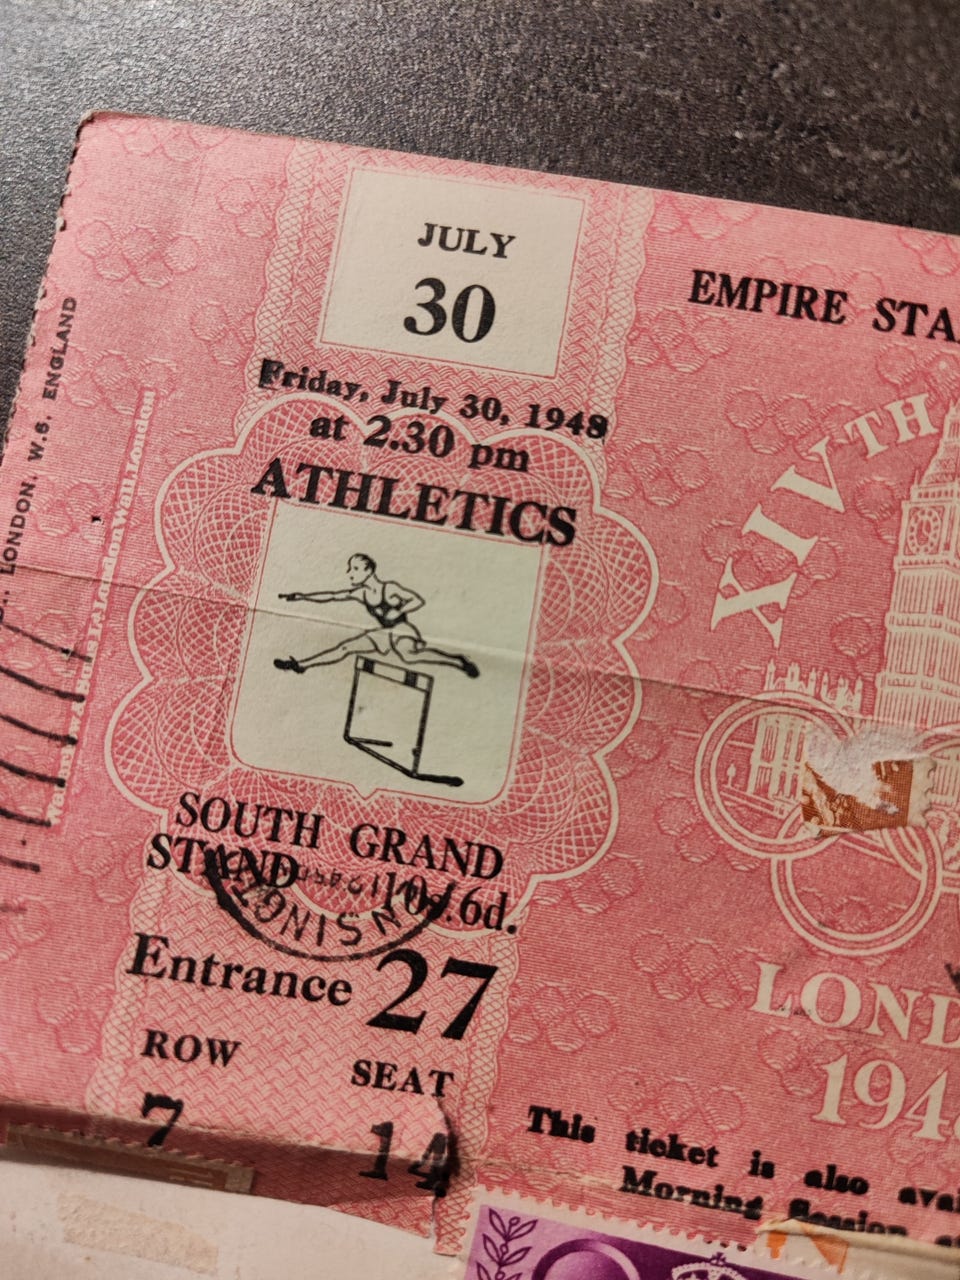 JULY
30
Friday, July 30, 1948
at 2.30 pm
ATHLETICS
SOUTH GRAND
STAND 10/6d.
Entrance 27
ROW SEAT
7 14
EMPIRE STA
XIVTH
LOND
194
This ticket is also avai
Morning Session
LONDON, W.6. ENGLAND